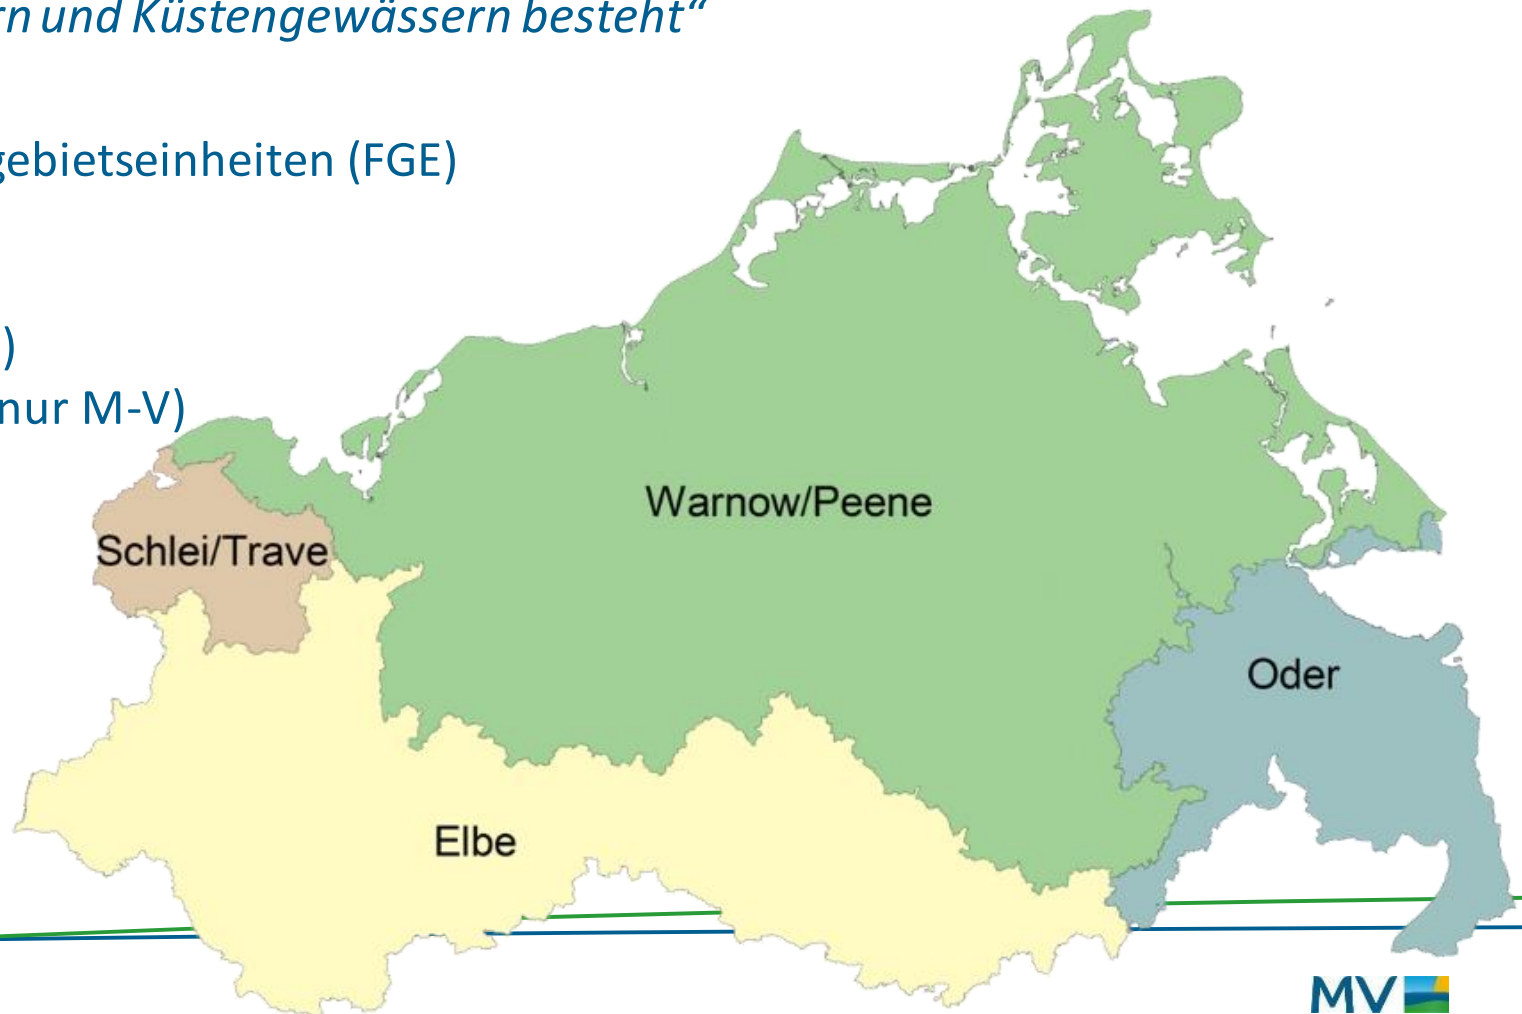 rn und Küstengewässern besteht“
gebietseinheiten (FGE)
)
nur M-V)
Warnow/Peene
Schlei/Trave
Oder
Elbe
MV